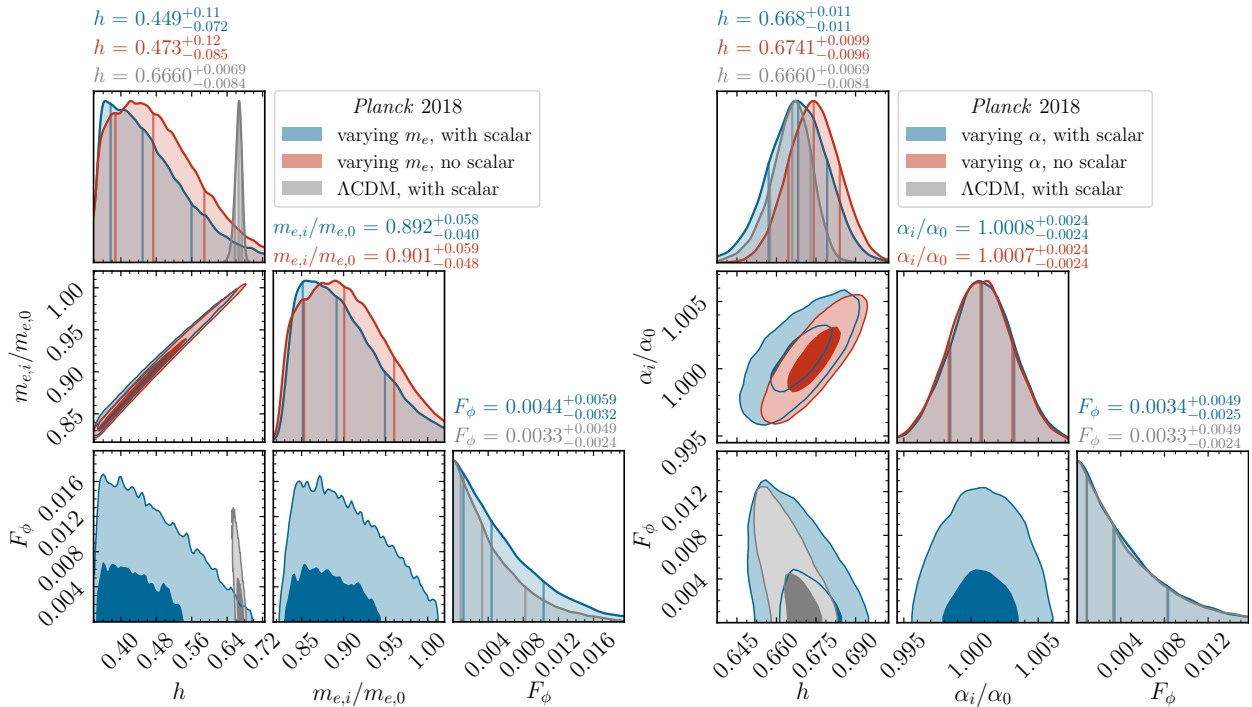 h = 0.449^{+0.11}_{-0.072}
h = 0.473^{+0.12}_{-0.085}
h = 0.6660^{+0.0069}_{-0.0084}
Planck 2018
varying m_e, with scalar
varying m_e, no scalar
ΛCDM, with scalar
m_{e,i}/m_{e,0} = 0.892^{+0.058}_{-0.040}
m_{e,i}/m_{e,0} = 0.901^{+0.059}_{-0.048}
m_{e,i}/m_{e,0}
1.00
0.95
0.90
0.85
F_ϕ = 0.0044^{+0.0059}_{-0.0032}
F_ϕ = 0.0033^{+0.0049}_{-0.0024}
F_ϕ
0.016
0.012
0.008
0.004
0.40 0.48 0.56 0.64 0.72
h
0.85 0.90 0.95 1.00
m_{e,i}/m_{e,0}
0.004 0.008 0.012 0.016
F_ϕ
h = 0.668^{+0.011}_{-0.011}
h = 0.6741^{+0.0099}_{-0.0096}
h = 0.6660^{+0.0069}_{-0.0084}
Planck 2018
varying α, with scalar
varying α, no scalar
ΛCDM, with scalar
α_i/α_0 = 1.0008^{+0.0024}_{-0.0024}
α_i/α_0 = 1.0007^{+0.0024}_{-0.0024}
α_i/α_0
1.005
1.000
0.995
F_ϕ = 0.0034^{+0.0049}_{-0.0025}
F_ϕ = 0.0033^{+0.0049}_{-0.0024}
F_ϕ
0.012
0.008
0.004
0.645 0.660 0.675 0.690
h
0.995 1.000 1.005
α_i/α_0
0.004 0.008 0.012
F_ϕ